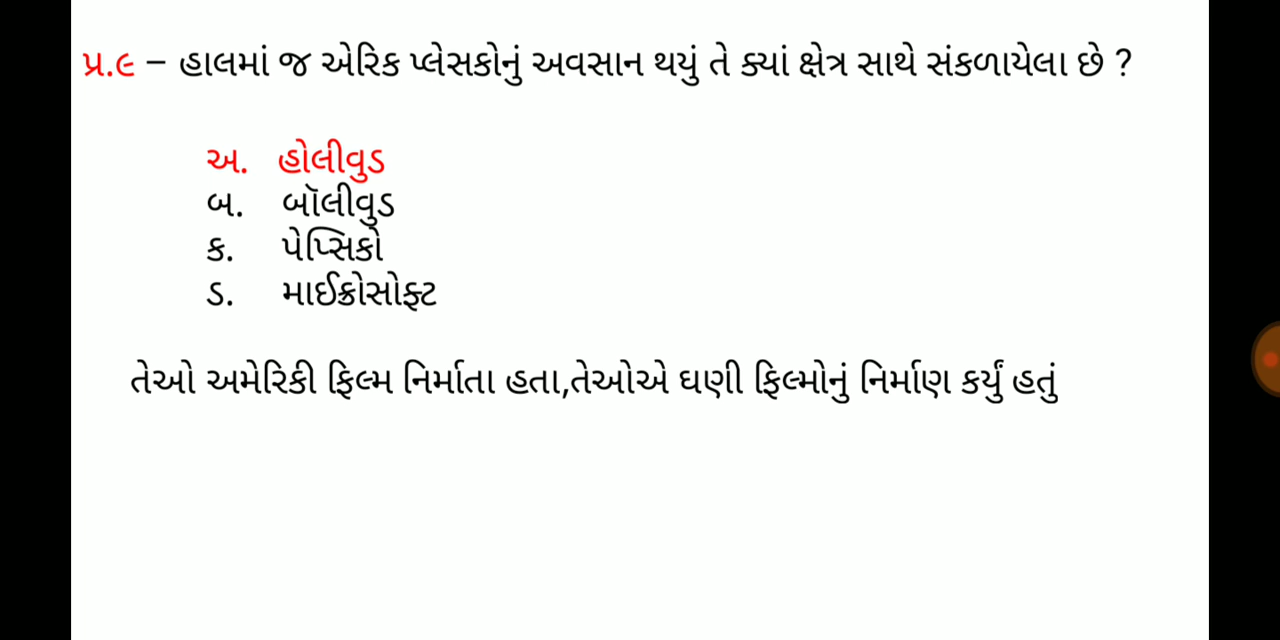 પ્ર.૯ – હાલમાં જ એરિક પ્લેસકોનું અવસાન થયું તે ક્યાં ક્ષેત્ર સાથે સંકળાયેલા છે ?
અ. હોલીવુડ
બ. બૉલીવુડ
ક. પેપ્સિકો
ડ. માઈક્રોસોફ્ટ
તેઓ અમેરિકી ફિલ્મ નિર્માતા હતા,તેઓએ ઘણી ફિલ્મોનું નિર્માણ કર્યું હતું